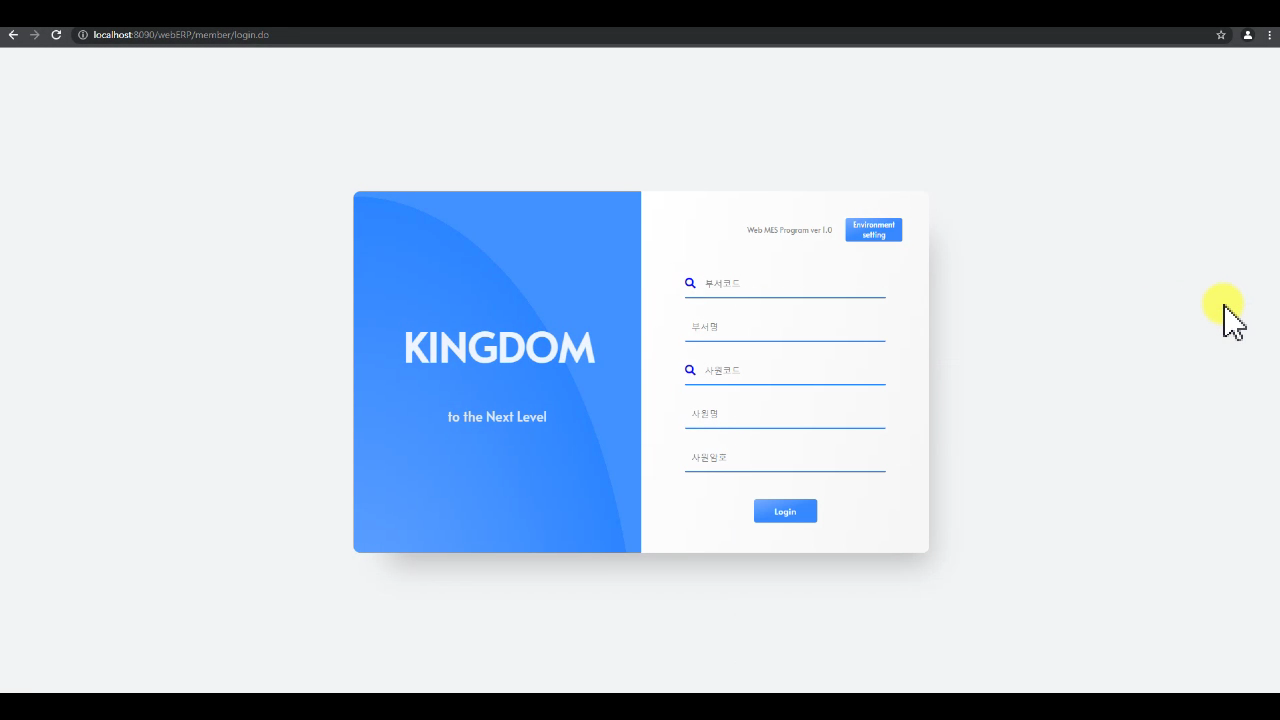 localhost:8090/webERP/member/login.do
Web MES Program ver 1.0
Environment
setting
부서코드
부서명
KINGDOM
사원코드
to the Next Level
사원명
사원암호
Login